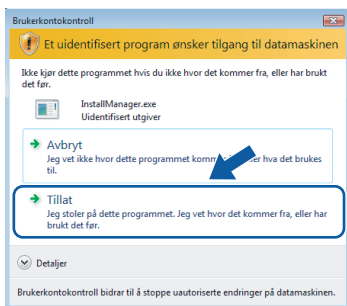 Brukerkontokontroll
Et uidentifisert program ønsker tilgang til datamaskinen
Ikke kjør dette programmet hvis du ikke hvor det kommer fra, eller har brukt
det før.
InstallManager.exe
Uidentifisert utgiver
Avbryt
Jeg vet ikke hvor dette programmet kommer hva det brukes
til.
Tillat
Jeg stoler på dette programmet. Jeg vet hvor det kommer fra, eller har
brukt det før.
Detaljer
Brukerkontokontroll bidrar til å stoppe uautoriserte endringer på datamaskinen.